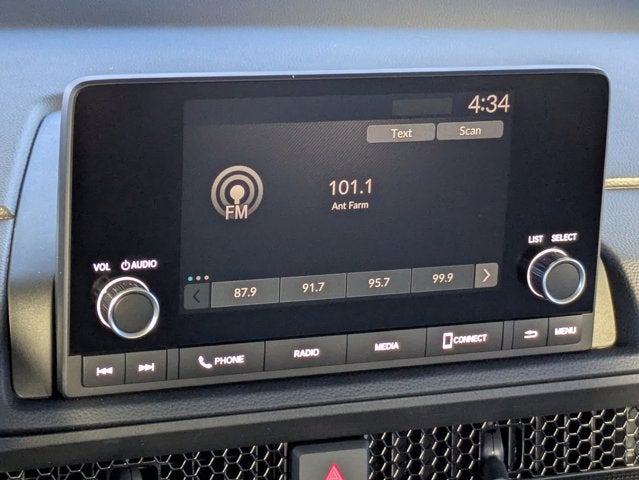 4:34
Text Scan
101.1
FM
Ant Farm
LIST SELECT
VOL AUDIO
87.9 91.7 95.7 99.9
PHONE RADIO MEDIA CONNECT MENU